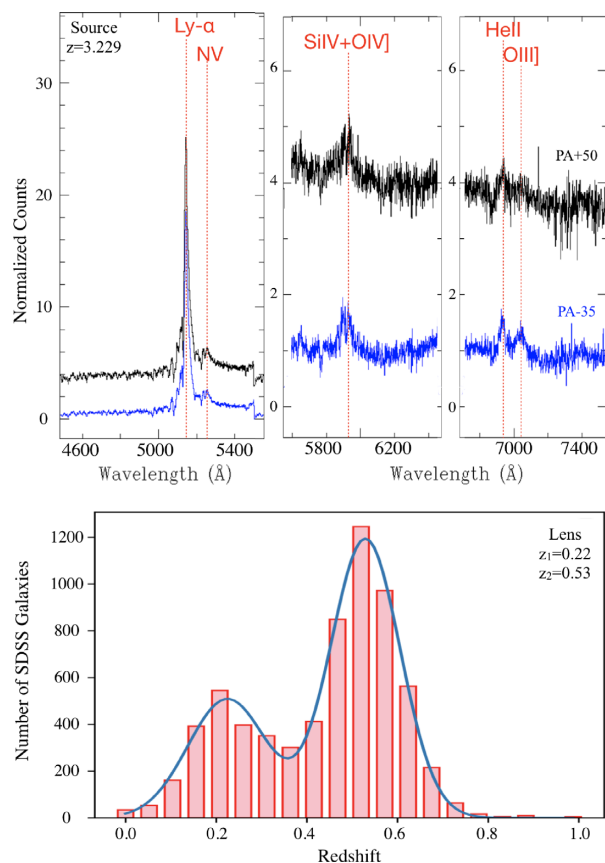 Source
z=3.229
Ly-α
NV
SiIV+OIV]
HeII
OIII]
PA+50
PA-35
Normalized Counts
30
20
10
0
6
4
2
0
6
4
2
0
4600
5000
5400
5800
6200
7000
7400
Wavelength (Å)
Wavelength (Å)
Lens
z₁=0.22
z₂=0.53
Number of SDSS Galaxies
1200
1000
800
600
400
200
0
0.0
0.2
0.4
0.6
0.8
1.0
Redshift